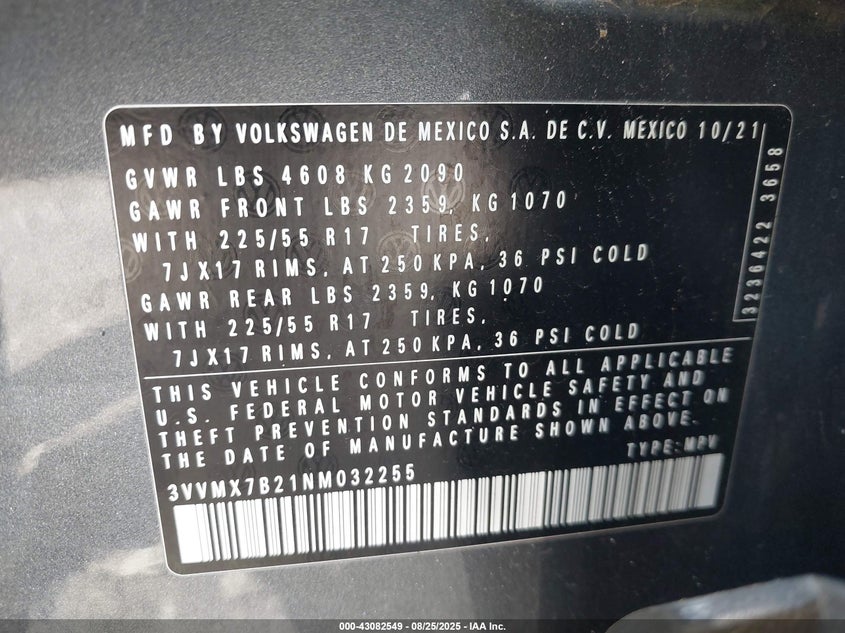 MFD BY VOLKSWAGEN DE MEXICO S.A. DE C.V. MEXICO 10/21
GVWR LBS 4608 KG 2090
GAWR FRONT LBS 2359, KG 1070
WITH 225/55 R17 TIRES,
7JX17 RIMS, AT 250 KPA, 36 PSI COLD
GAWR REAR LBS 2359, KG 1070
WITH 225/55 R17 TIRES,
7JX17 RIMS, AT 250 KPA, 36 PSI COLD
3236422 3658
THIS VEHICLE CONFORMS TO ALL APPLICABLE
U.S. FEDERAL MOTOR VEHICLE SAFETY AND
THEFT PREVENTION STANDARDS IN EFFECT ON
THE DATE OF MANUFACTURE SHOWN ABOVE.
TYPE: MPV
3VVMX7B21NM032255
000-43082549 - 08/25/2025 - IAA Inc.